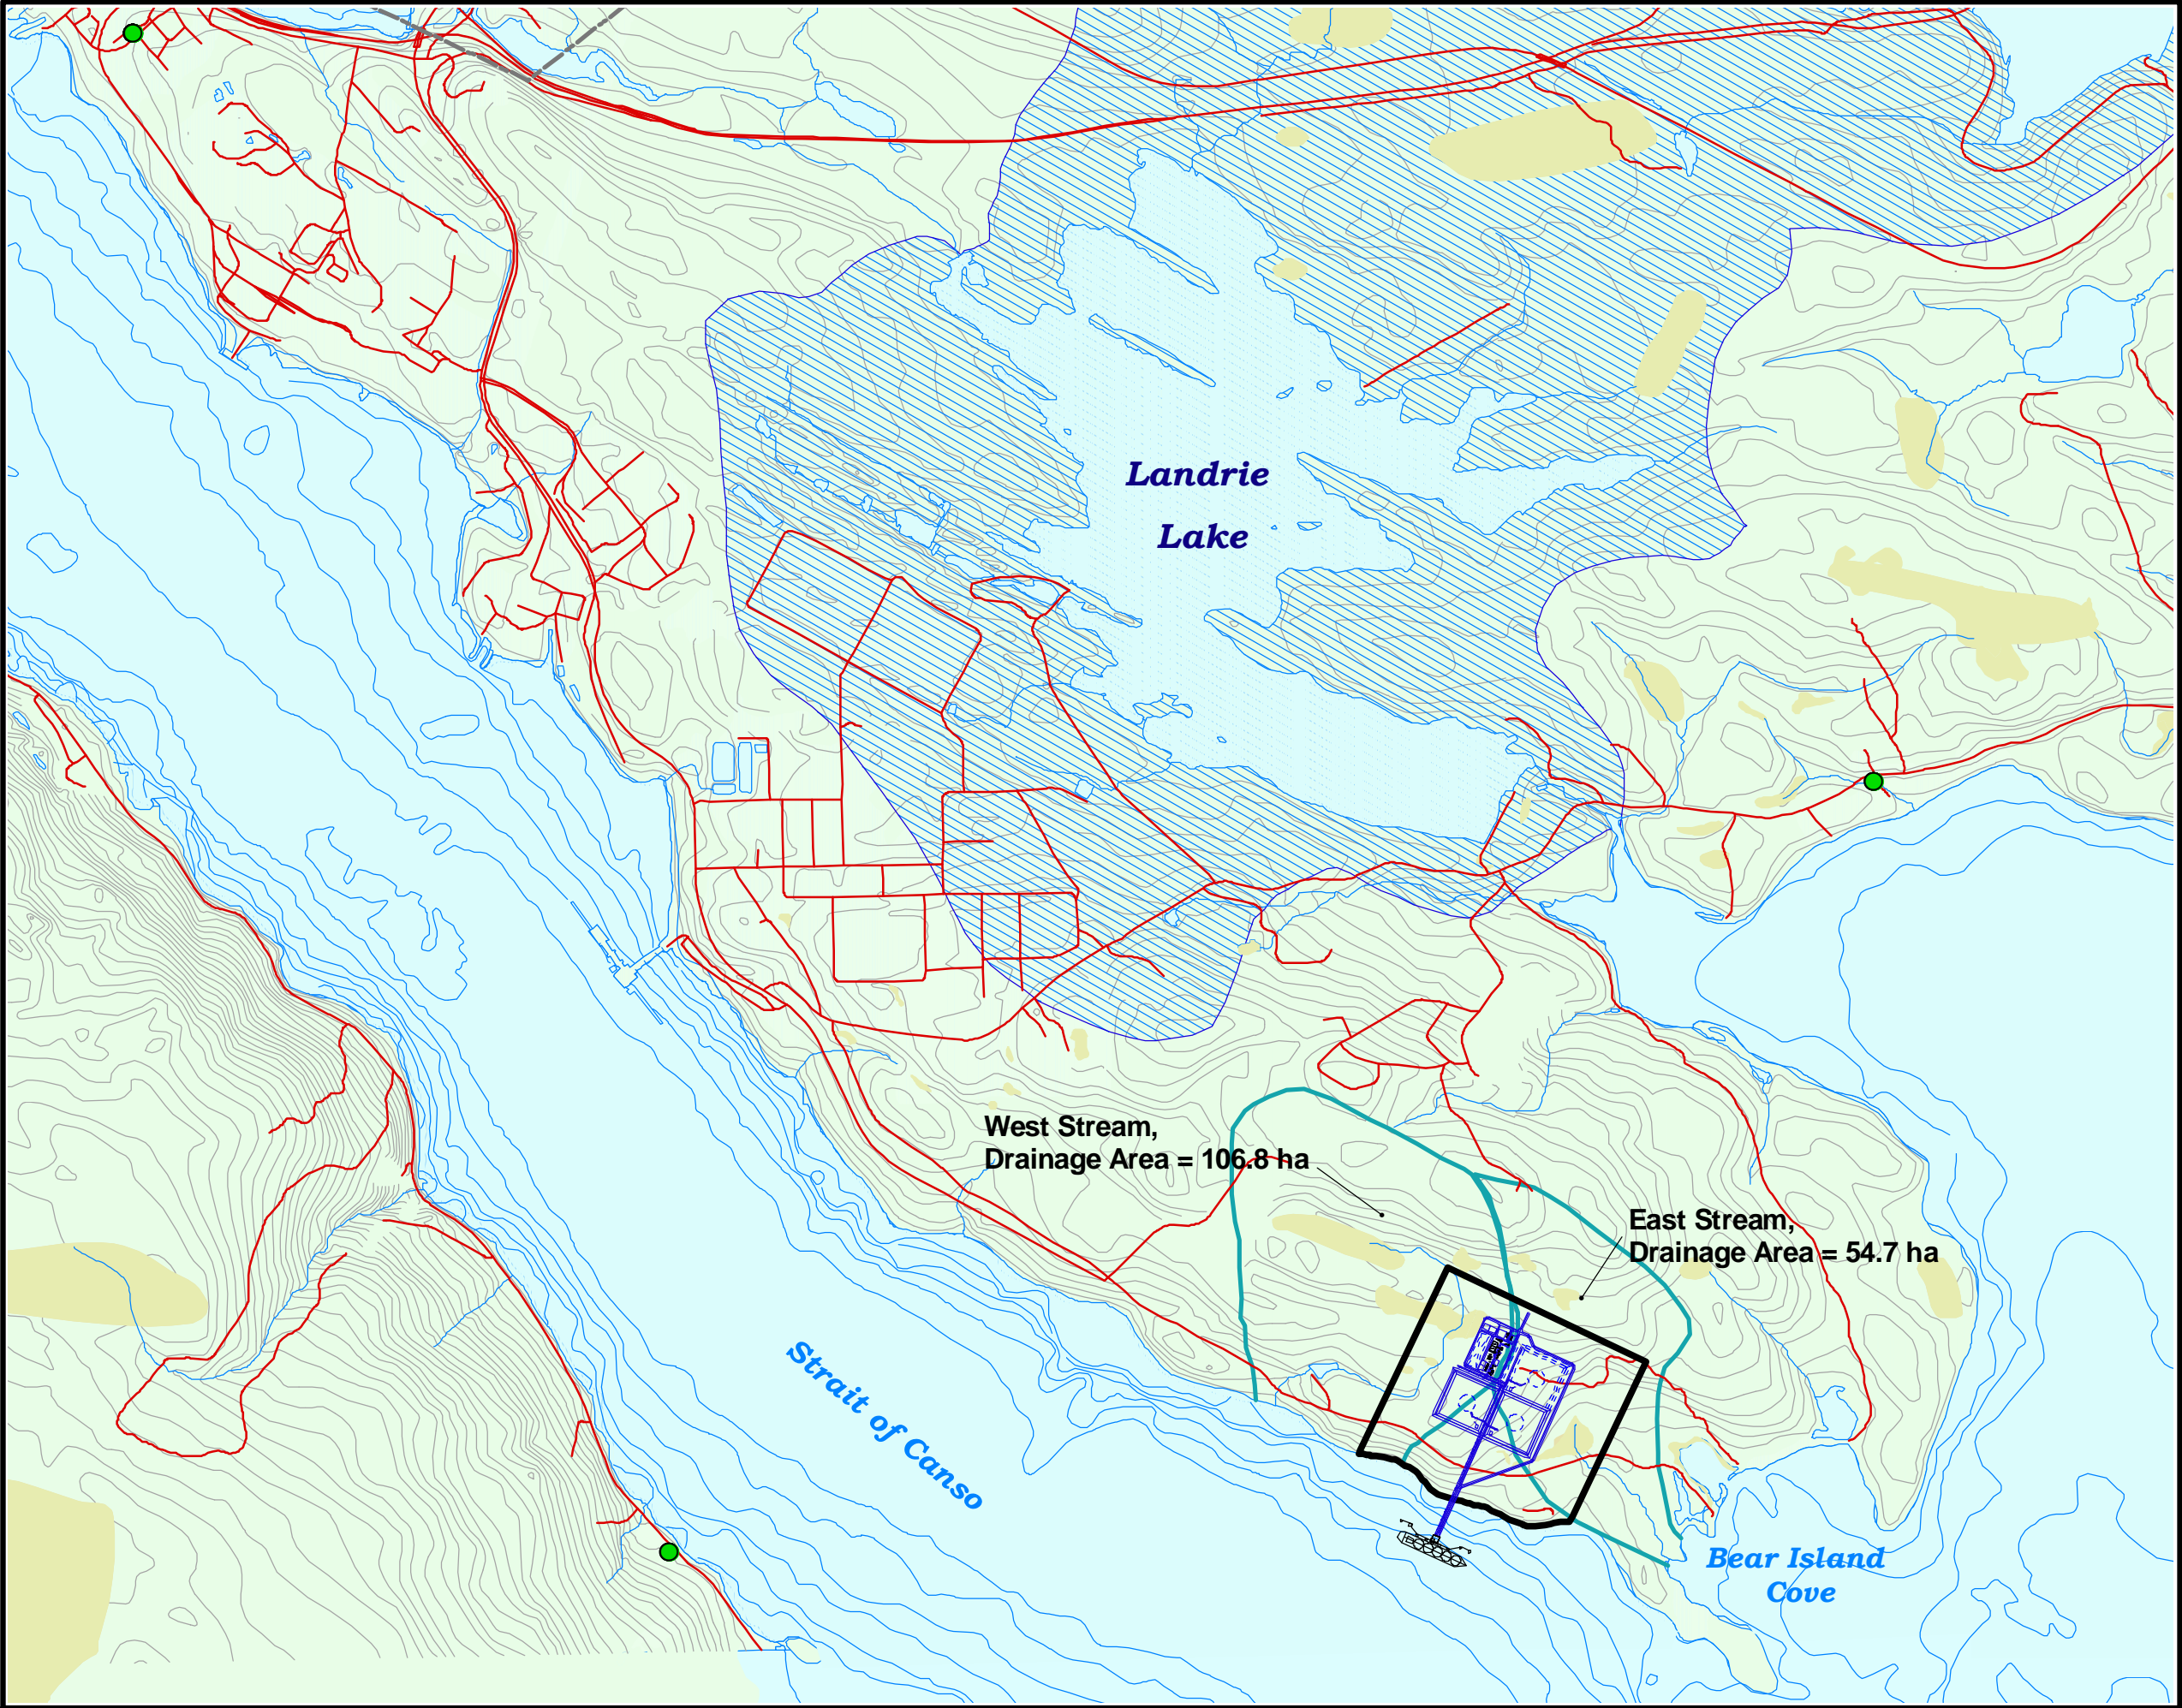 Landrie
Lake
West Stream,
Drainage Area = 106.8 ha
East Stream,
Drainage Area = 54.7 ha
Strait of Canso
Bear Island
Cove